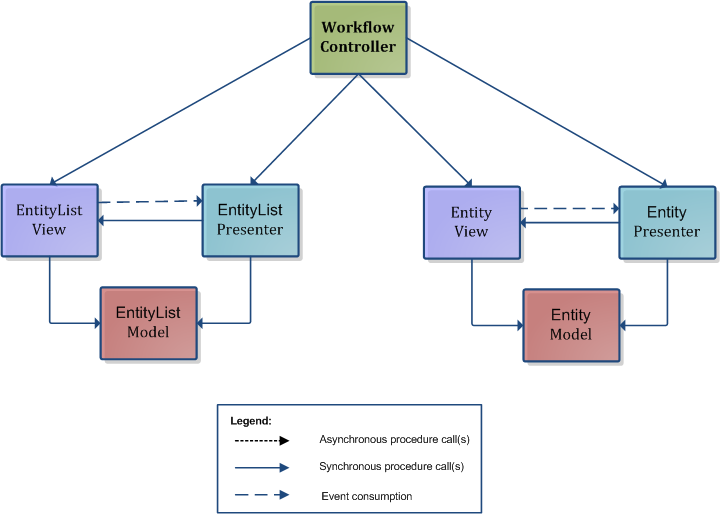 Workflow
Controller
EntityList
View
EntityList
Presenter
Entity
View
Entity
Presenter
EntityList
Model
Entity
Model
Legend:
Asynchronous procedure call(s)
Synchronous procedure call(s)
Event consumption